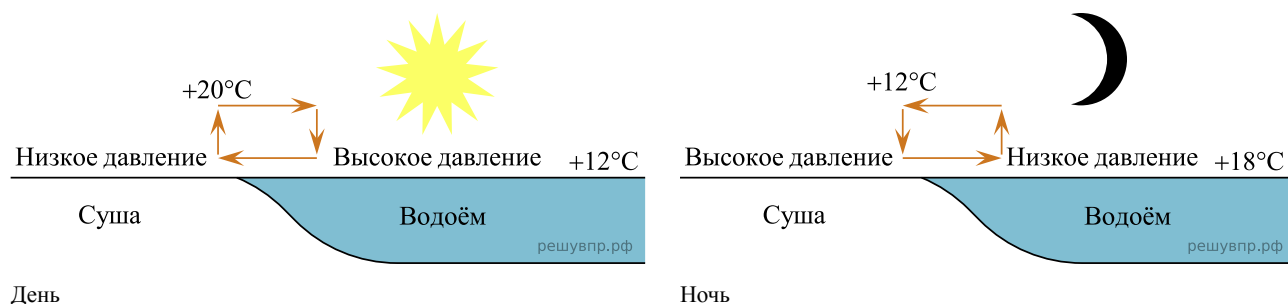 +20°C
Низкое давление
Высокое давление
+12°C
Суша
Водоём
решувпр.рф
День
+12°C
Высокое давление
Низкое давление
+18°C
Суша
Водоём
решувпр.рф
Ночь